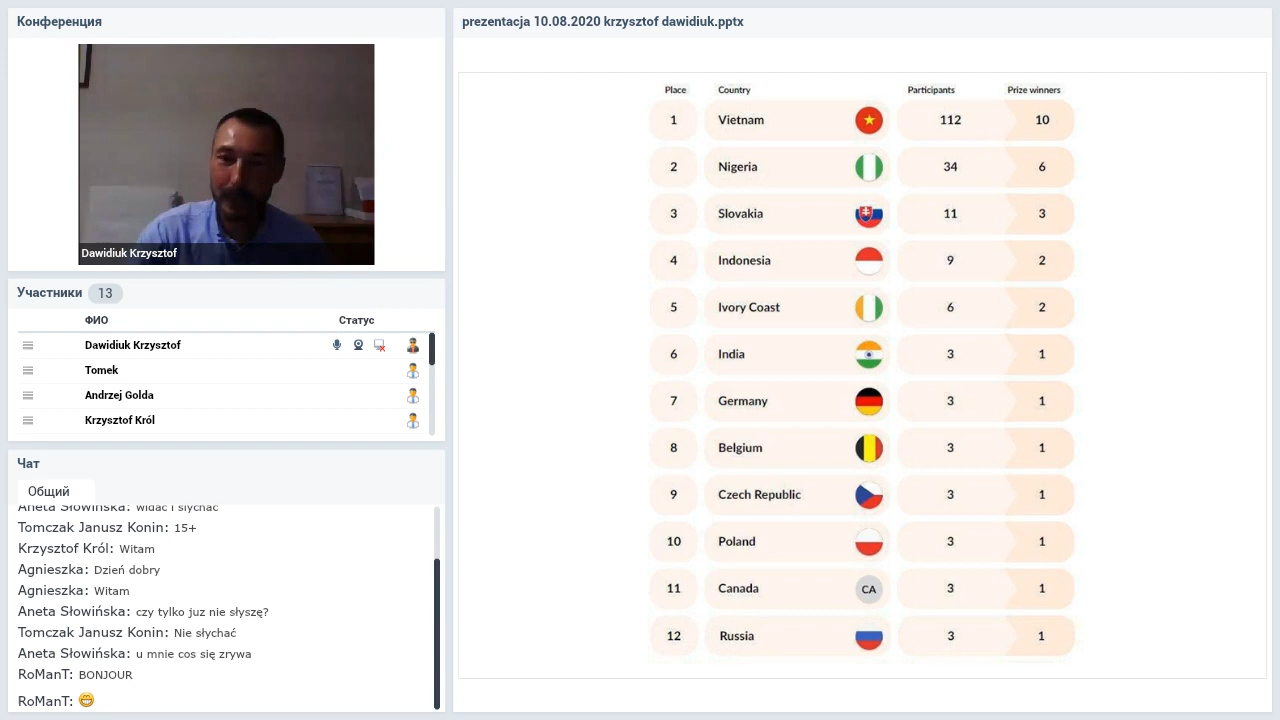 Конференция
Dawidiuk Krzysztof
Участники 13
ФИО Статус
Dawidiuk Krzysztof
Tomek
Andrzej Golda
Krzysztof Król
Чат
Общий
Aneta Słowińska: widac i slychac
Tomczak Janusz Konin: 15+
Krzysztof Król: Witam
Agnieszka: Dzień dobry
Agnieszka: Witam
Aneta Słowińska: czy tylko juz nie słyszę?
Tomczak Janusz Konin: Nie słychać
Aneta Słowińska: u mnie cos się zrywa
RoManT: BONJOUR
RoManT: 😁
prezentacja 10.08.2020 krzysztof dawidiuk.pptx
Place Country Participants Prize winners
1 Vietnam 112 10
2 Nigeria 34 6
3 Slovakia 11 3
4 Indonesia 9 2
5 Ivory Coast 6 2
6 India 3 1
7 Germany 3 1
8 Belgium 3 1
9 Czech Republic 3 1
10 Poland 3 1
11 Canada CA 3 1
12 Russia 3 1